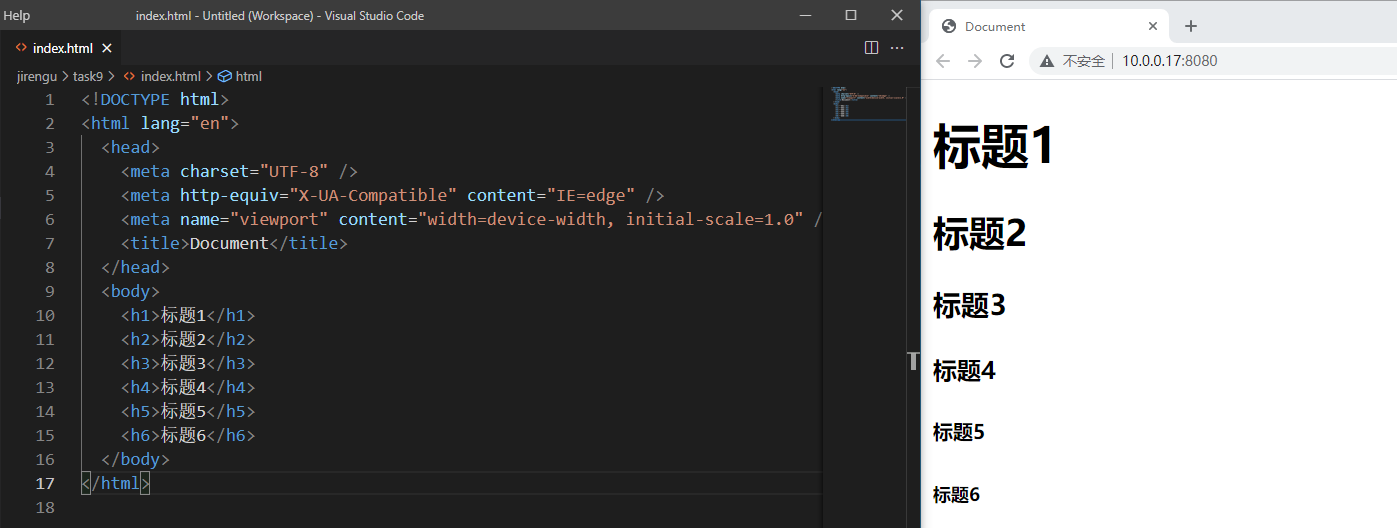 Help index.html - Untitled (Workspace) - Visual Studio Code
index.html
jirengu > task9 > index.html > html
1 <!DOCTYPE html>
2 <html lang="en">
3 <head>
4 <meta charset="UTF-8" />
5 <meta http-equiv="X-UA-Compatible" content="IE=edge" />
6 <meta name="viewport" content="width=device-width, initial-scale=1.0" /
7 <title>Document</title>
8 </head>
9 <body>
10 <h1>标题1</h1>
11 <h2>标题2</h2>
12 <h3>标题3</h3>
13 <h4>标题4</h4>
14 <h5>标题5</h5>
15 <h6>标题6</h6>
16 </body>
17 </html>
18
T
Document
不安全 10.0.0.17:8080
标题1
标题2
标题3
标题4
标题5
标题6